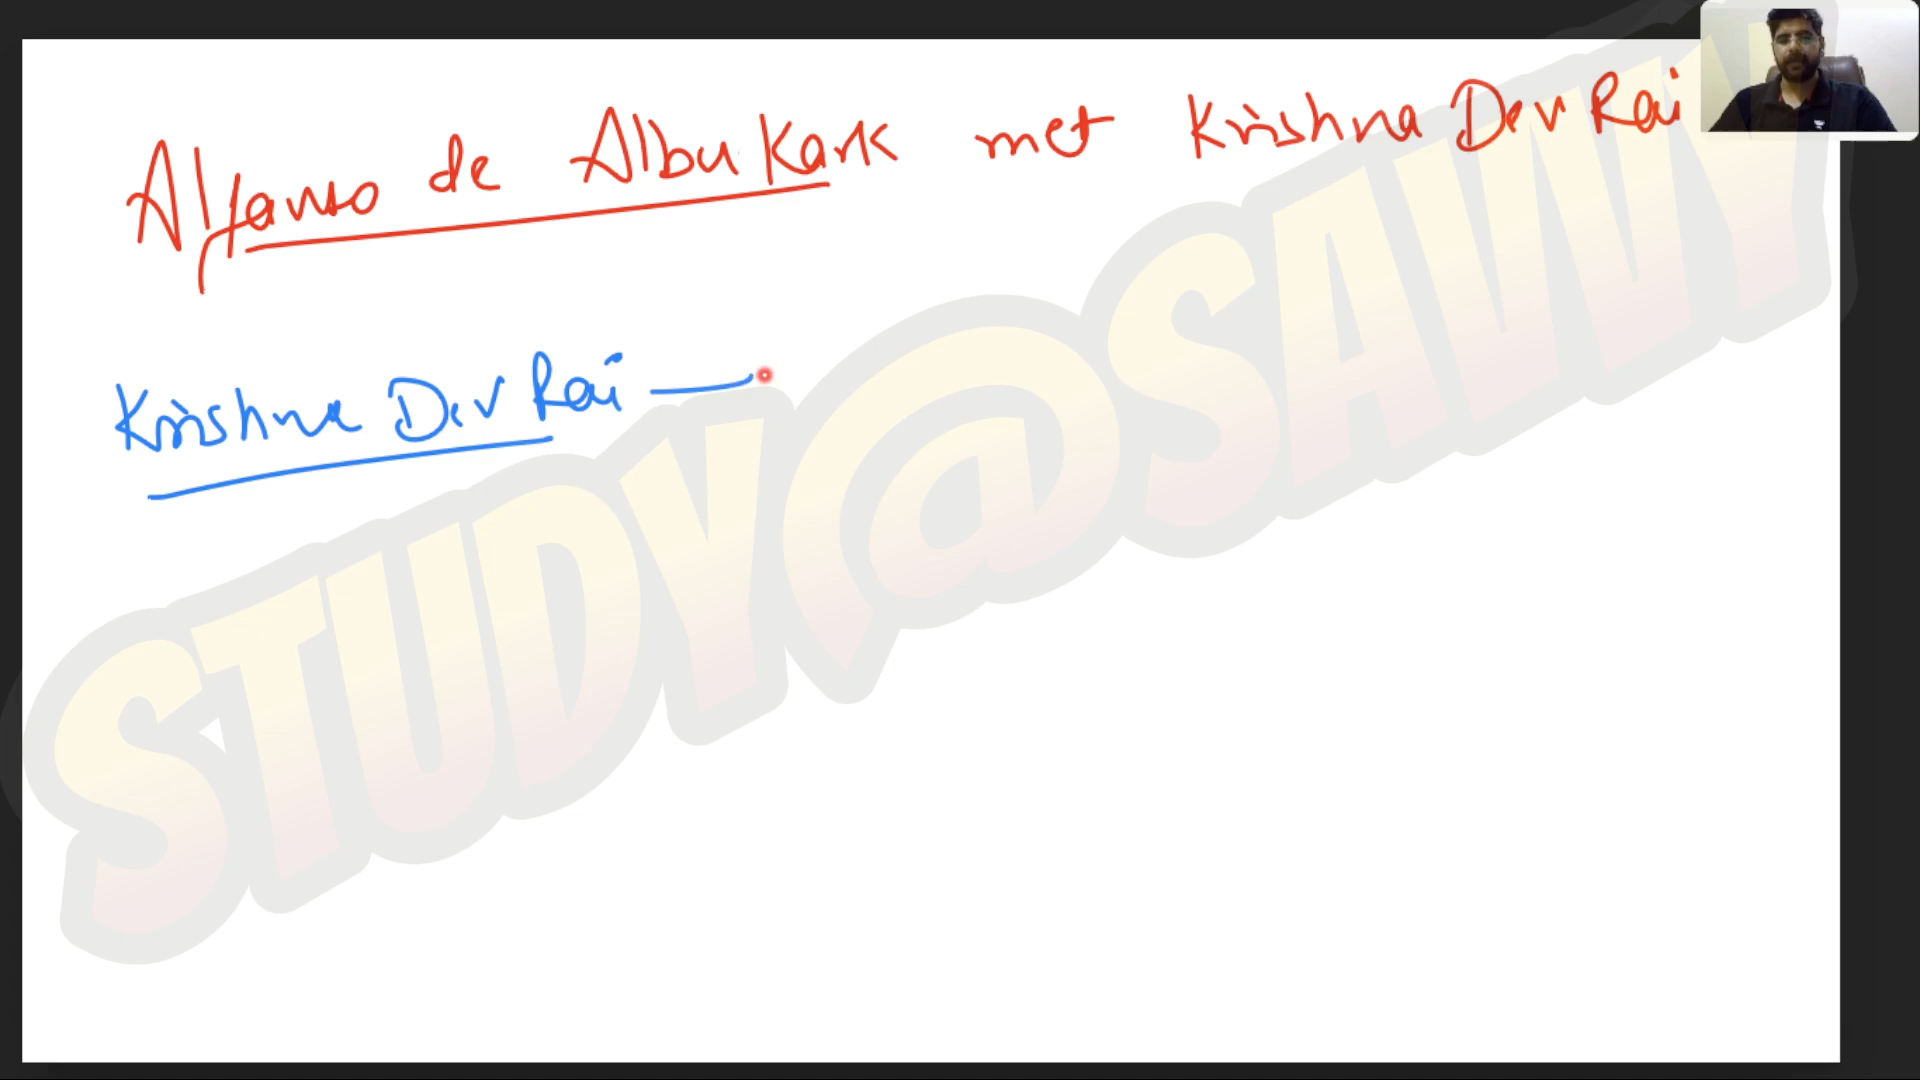 Alfanso de Albukark met Krishna Dev Rai
Krishna Dev Rai —
STUDY@SAVVY